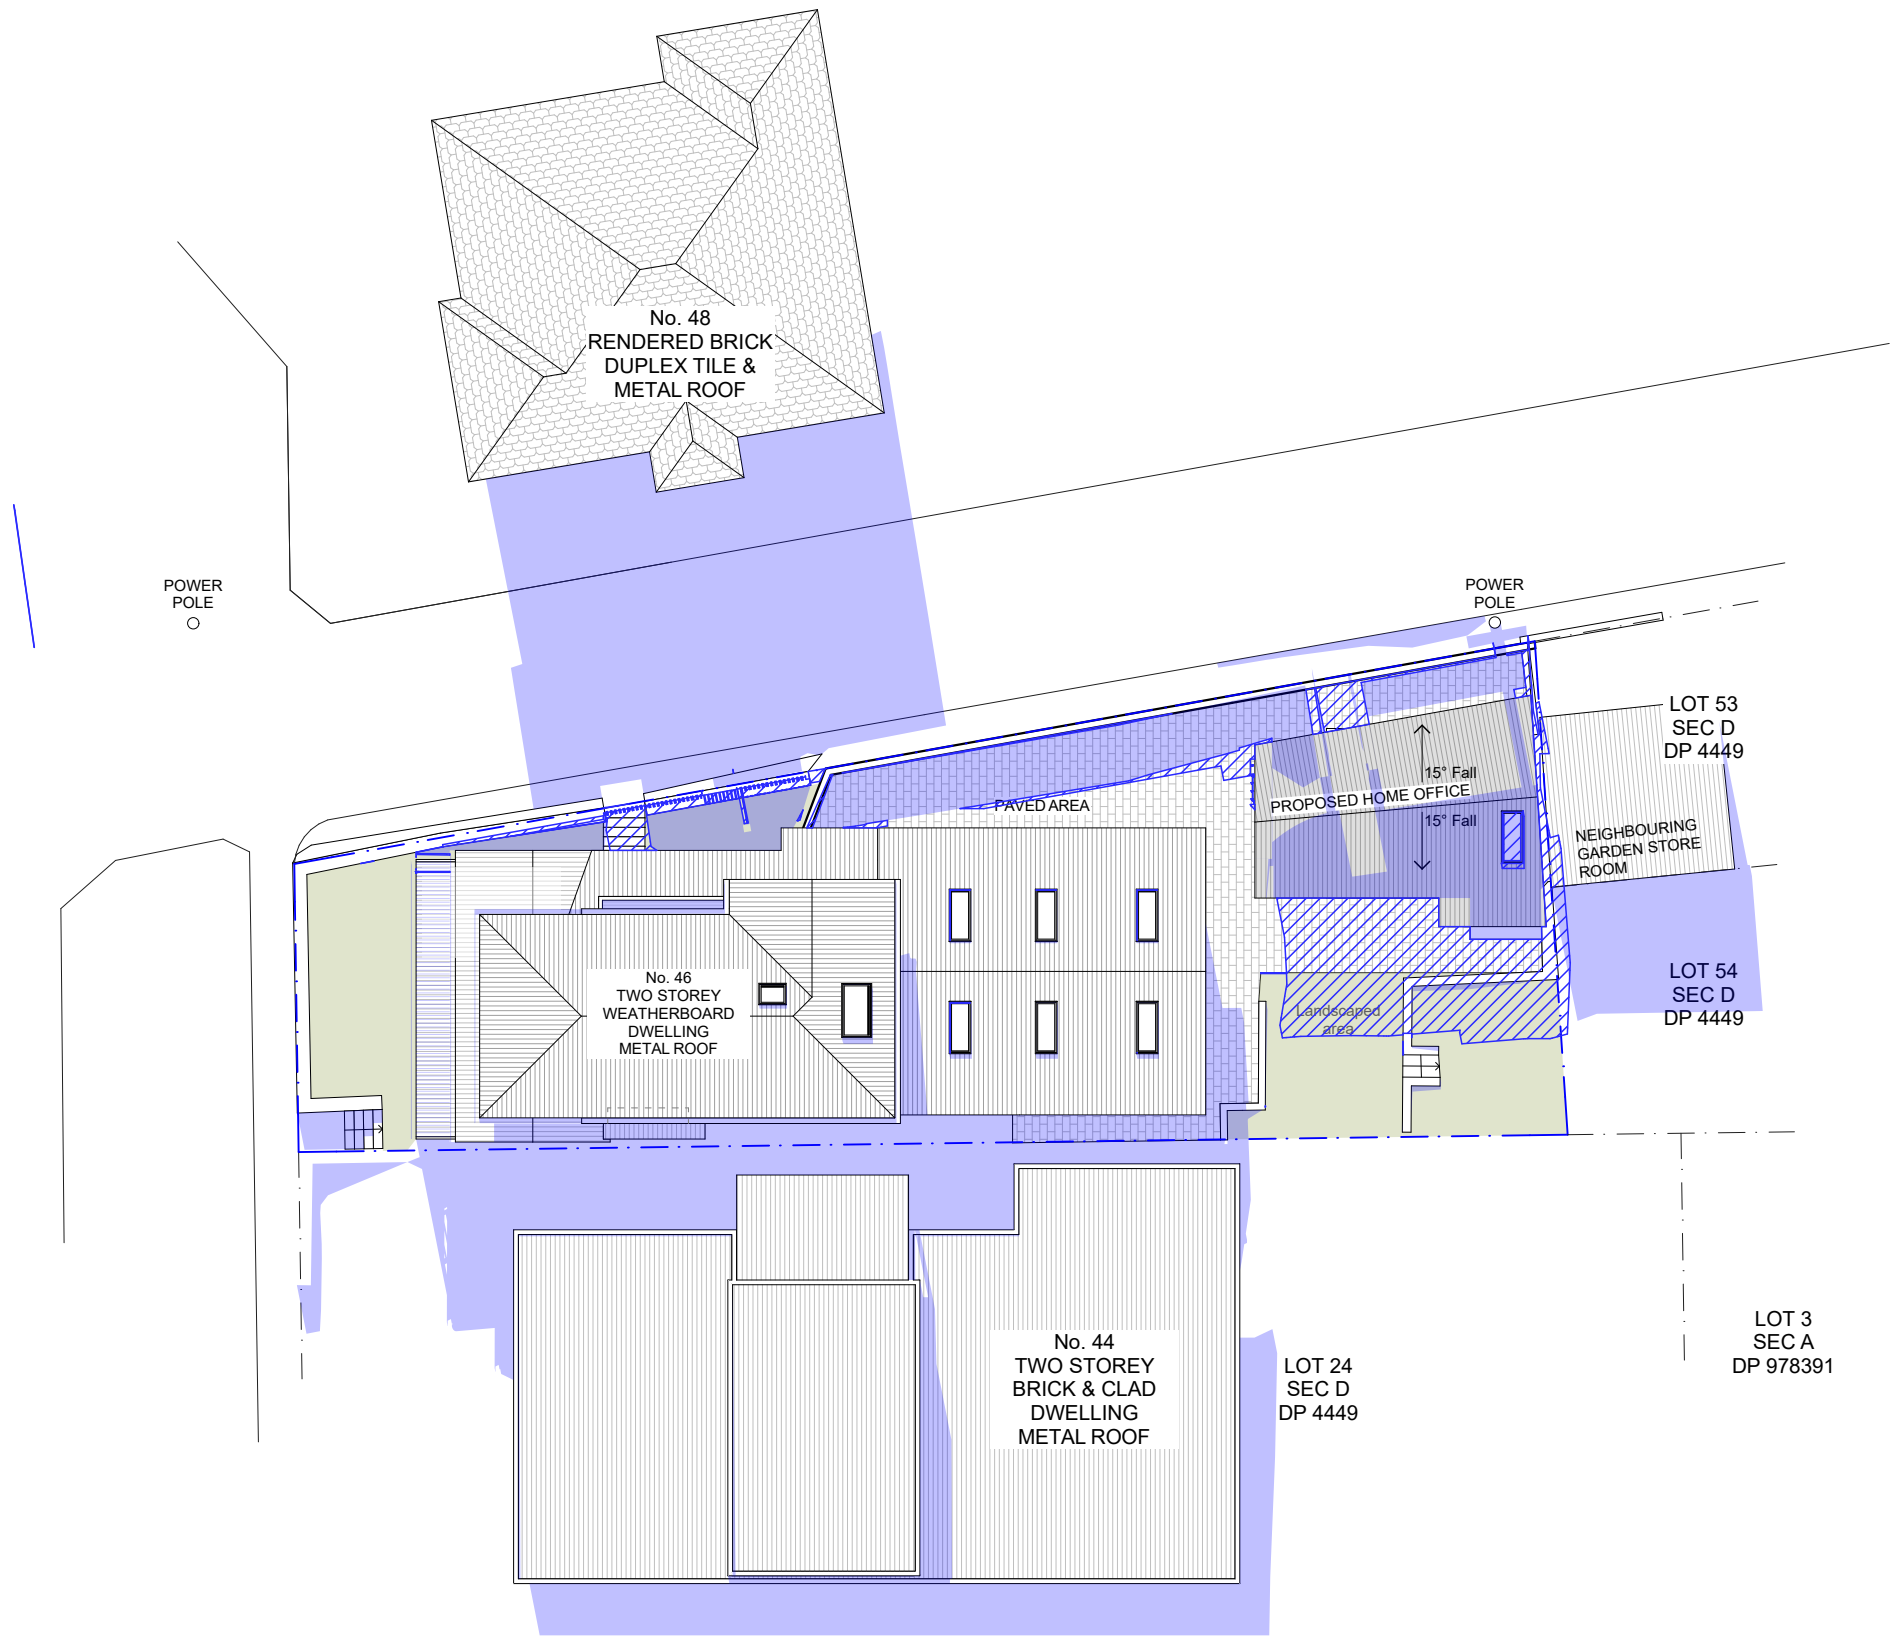 No. 48
RENDERED BRICK
DUPLEX TILE &
METAL ROOF
POWER
POLE
POWER
POLE
LOT 53
SEC D
DP 4449
15° Fall
PROPOSED HOME OFFICE
15° Fall
PAVED AREA
NEIGHBOURING
GARDEN STORE
ROOM
No. 46
TWO STOREY
WEATHERBOARD
DWELLING
METAL ROOF
Landscaped
area
LOT 54
SEC D
DP 4449
No. 44
TWO STOREY
BRICK & CLAD
DWELLING
METAL ROOF
LOT 24
SEC D
DP 4449
LOT 3
SEC A
DP 978391